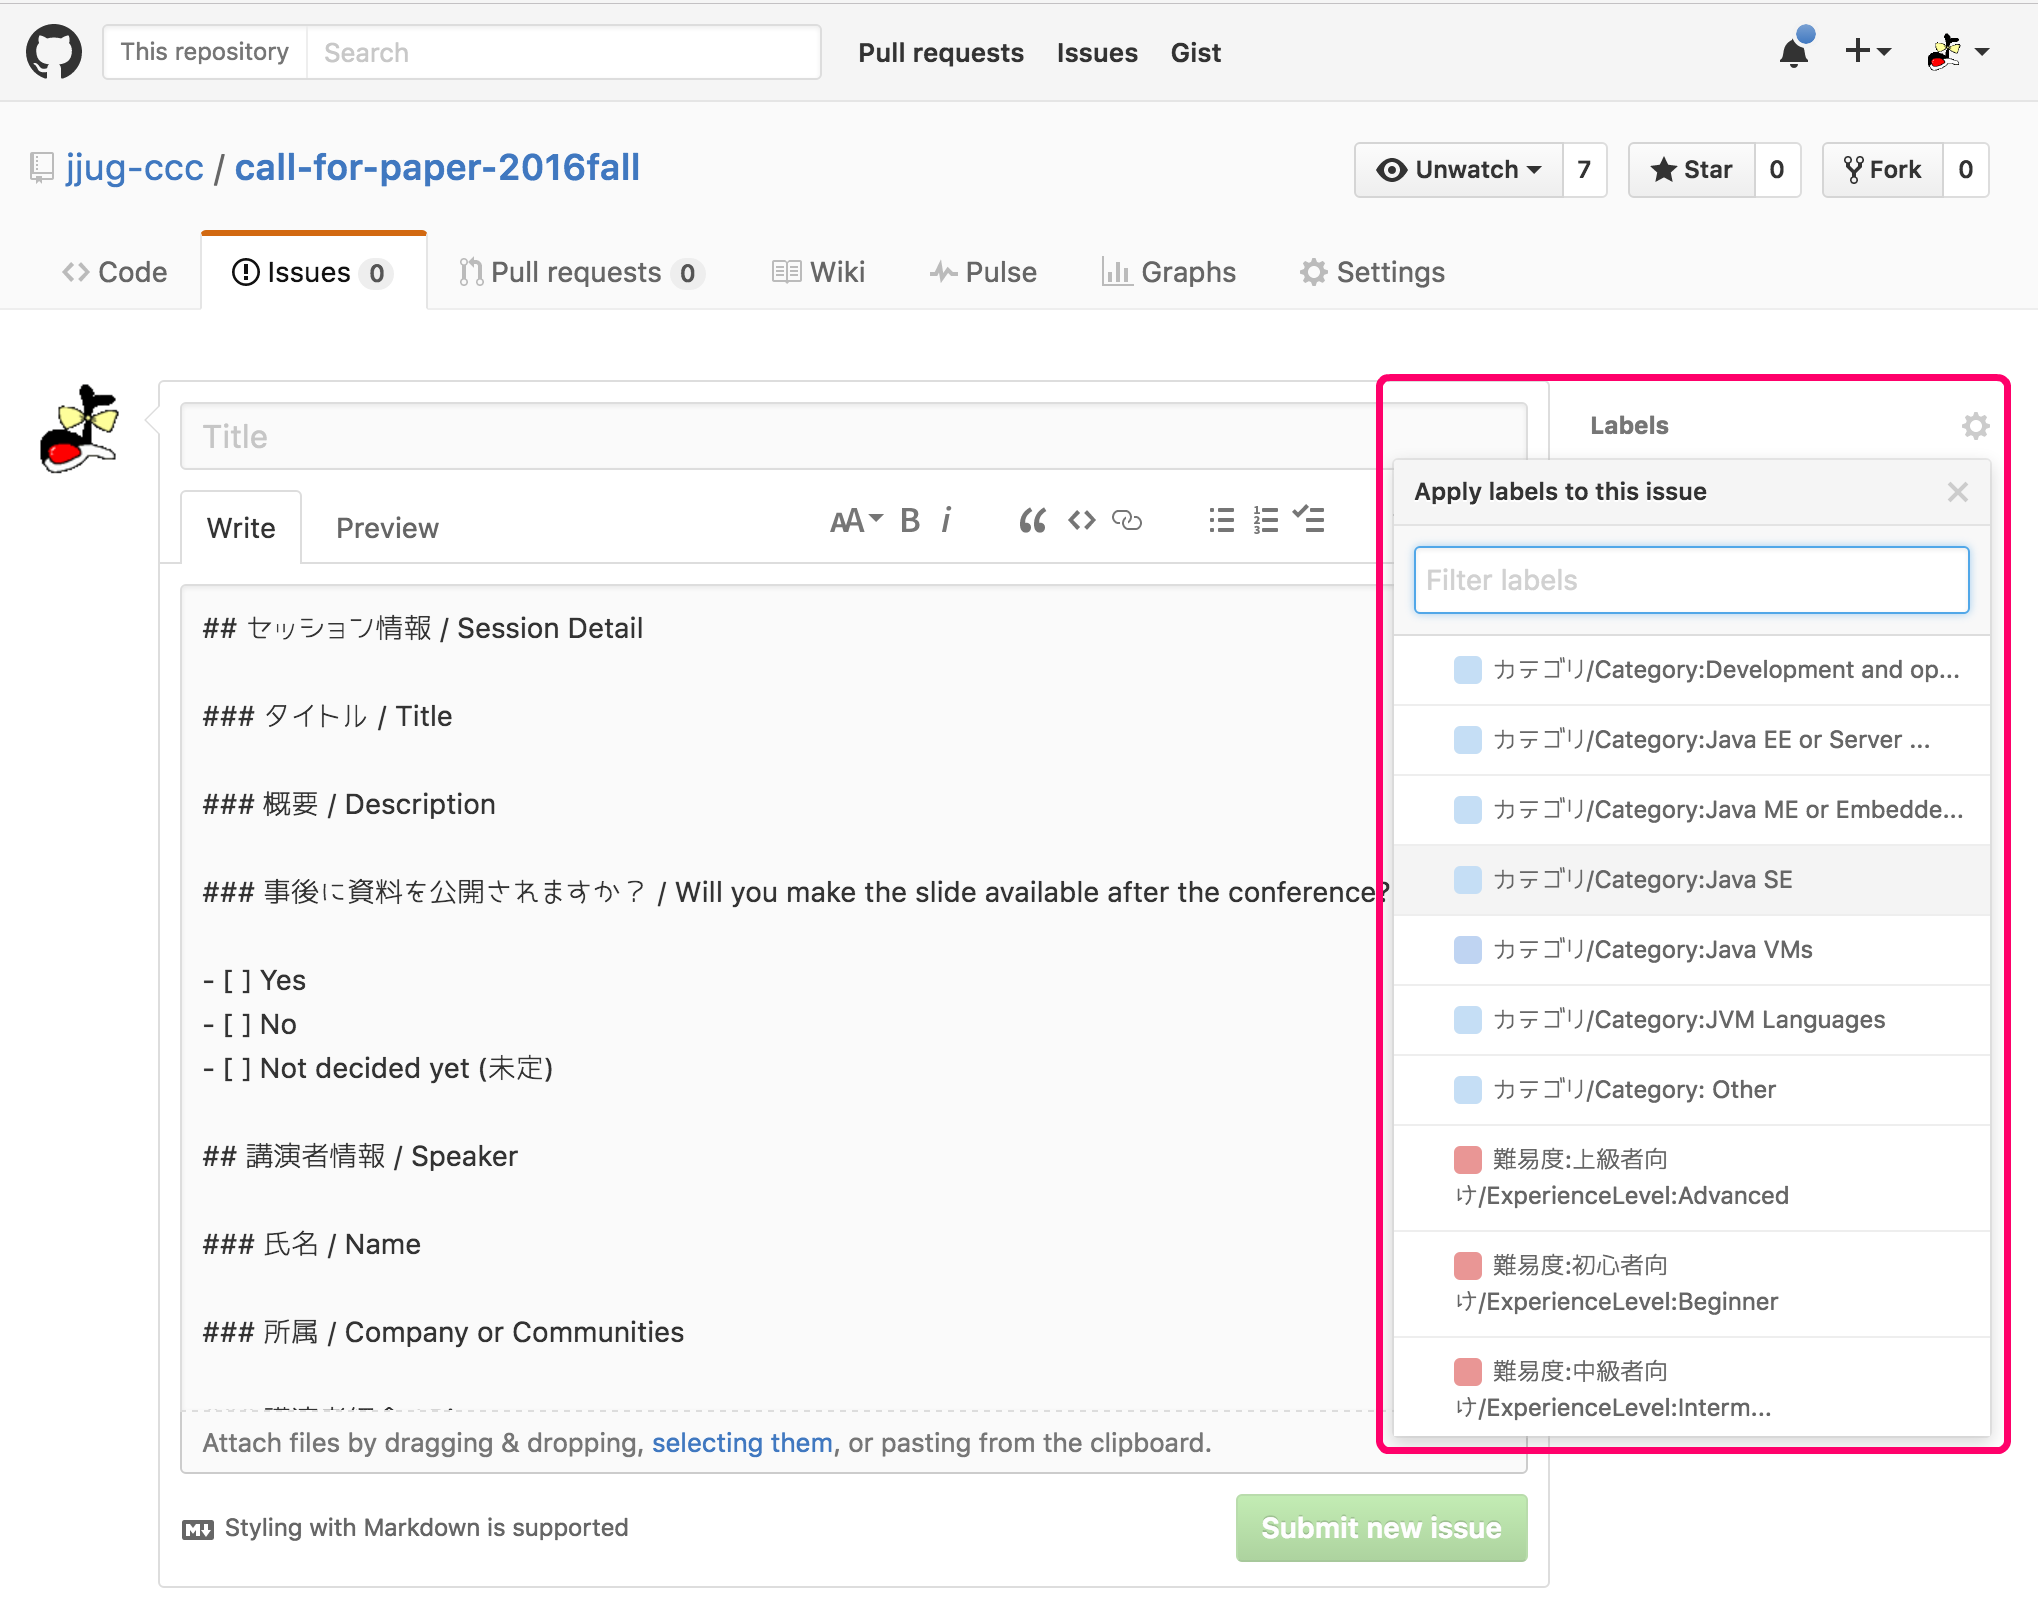 This repository Search Pull requests Issues Gist
jjug-ccc / call-for-paper-2016fall
Unwatch 7 Star 0 Fork 0
Code Issues 0 Pull requests 0 Wiki Pulse Graphs Settings
Title
Write Preview
AA B i
## セッション情報 / Session Detail
### タイトル / Title
### 概要 / Description
### 事後に資料を公開されますか？ / Will you make the slide available after the conference?
- [ ] Yes
- [ ] No
- [ ] Not decided yet (未定)
## 講演者情報 / Speaker
### 氏名 / Name
### 所属 / Company or Communities
Attach files by dragging & dropping, selecting them, or pasting from the clipboard.
Styling with Markdown is supported
Submit new issue
Labels
Apply labels to this issue
Filter labels
カテゴリ/Category:Development and op...
カテゴリ/Category:Java EE or Server ...
カテゴリ/Category:Java ME or Embedde...
カテゴリ/Category:Java SE
カテゴリ/Category:Java VMs
カテゴリ/Category:JVM Languages
カテゴリ/Category: Other
難易度:上級者向
け/ExperienceLevel:Advanced
難易度:初心者向
け/ExperienceLevel:Beginner
難易度:中級者向
け/ExperienceLevel:Interm...